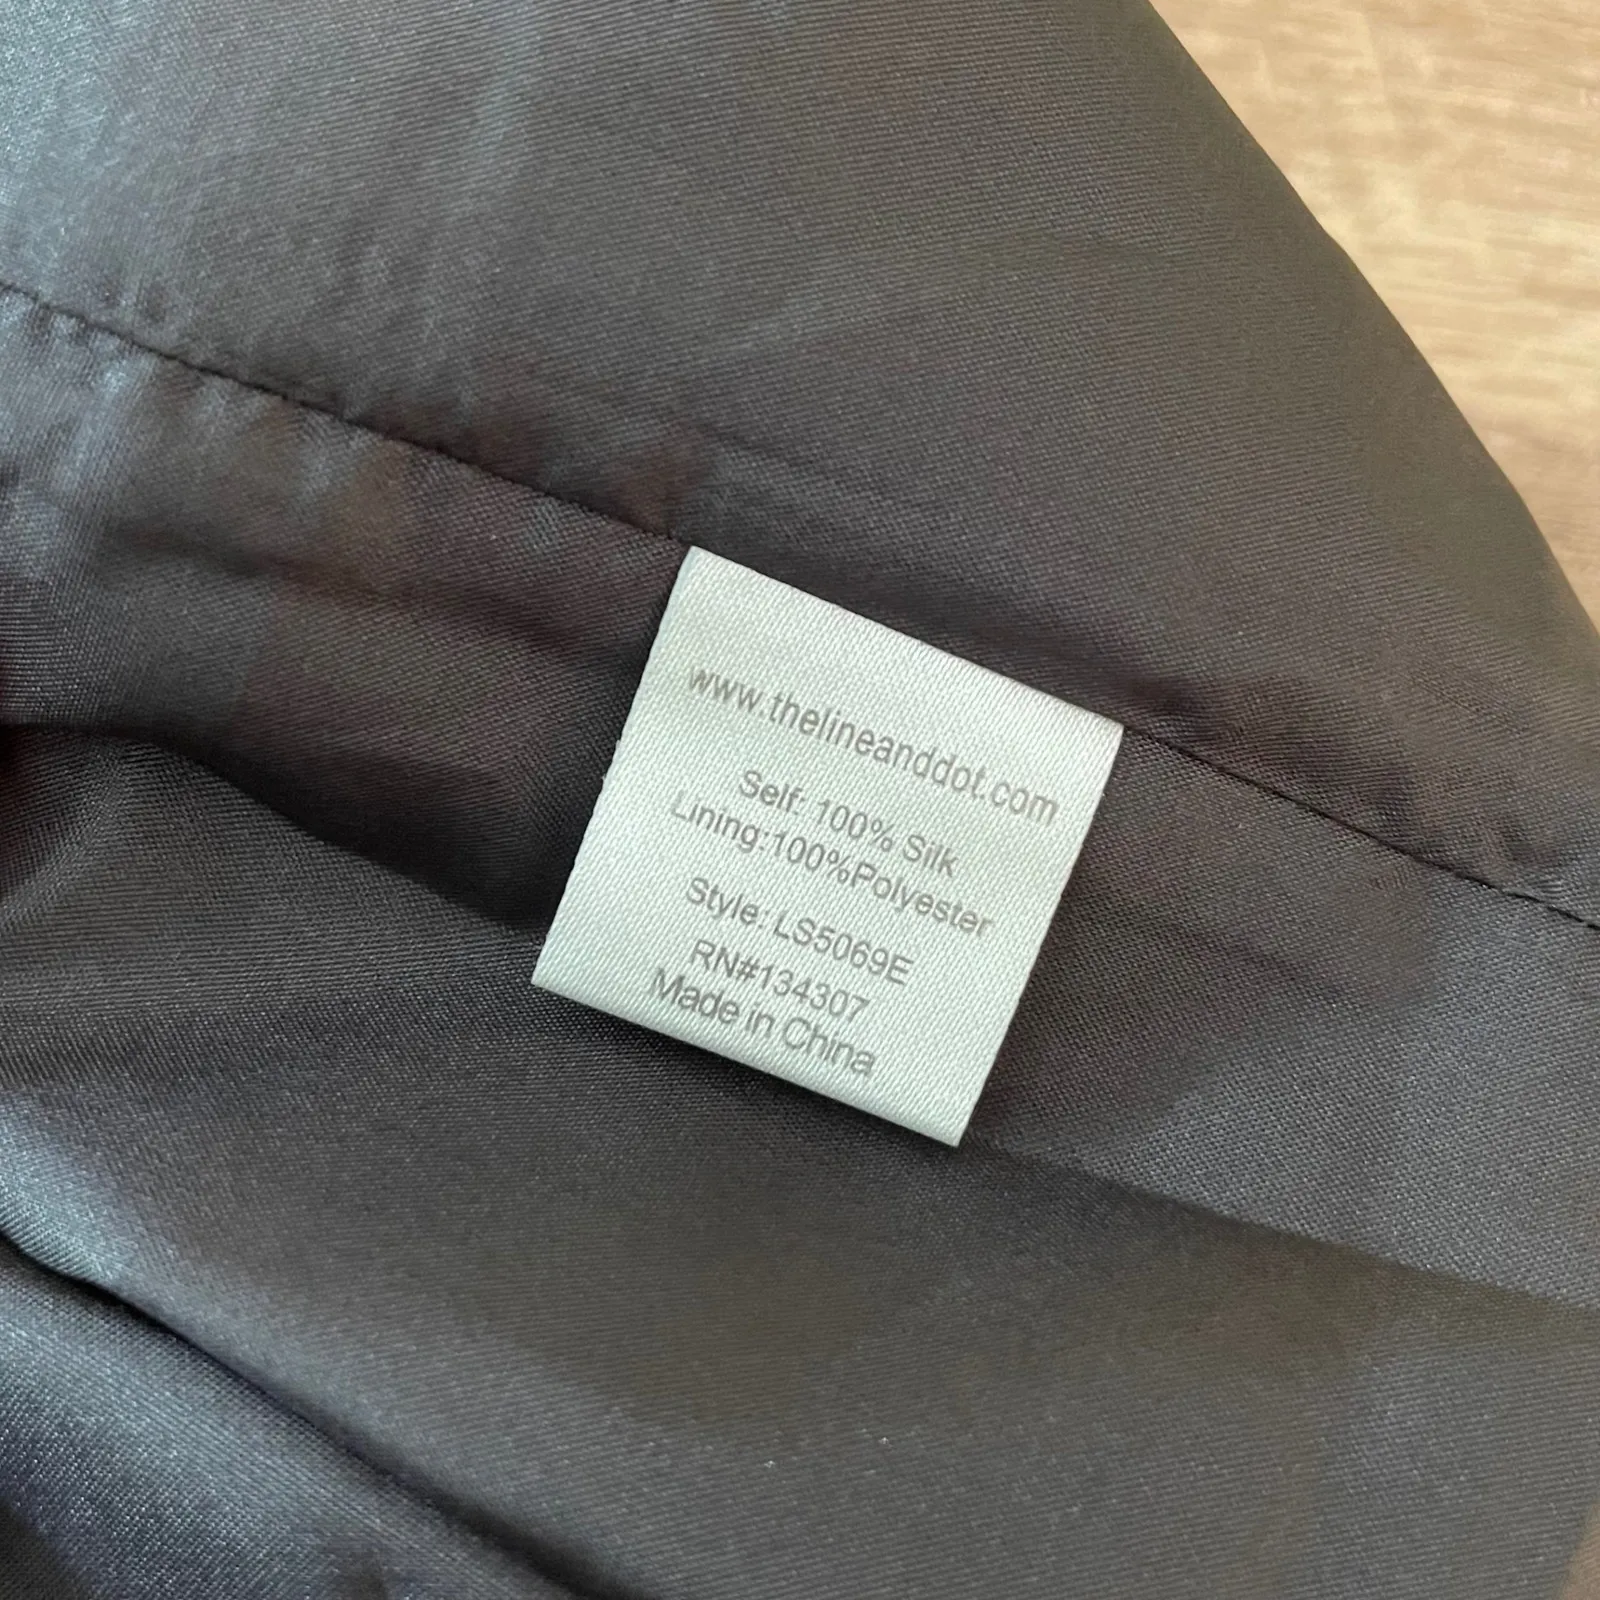 www.thelineanddot.com
Self: 100% Silk
Lining:100%Polyester
Style: LS5069E
RN#134307
Made in China